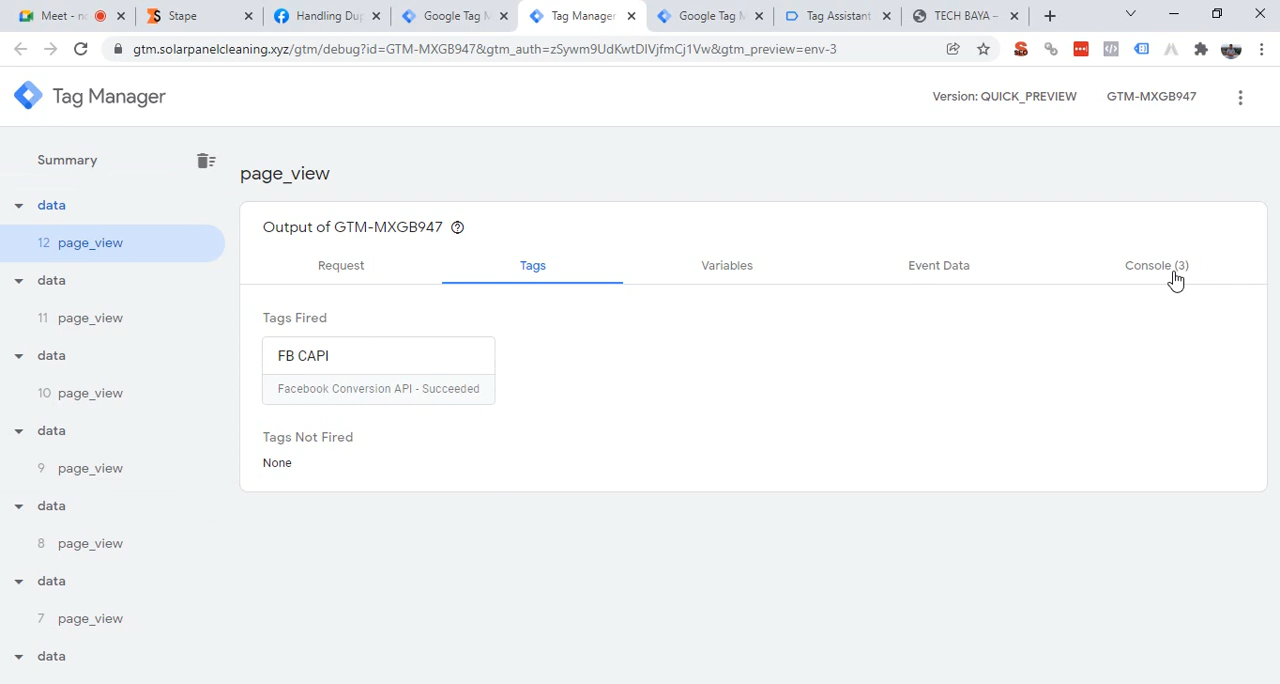 Meet - nc
Stape
Handling Dup
Google Tag M
Tag Manager
Google Tag M
Tag Assistant
TECH BAYA –
gtm.solarpanelcleaning.xyz/gtm/debug?id=GTM-MXGB947&gtm_auth=zSywm9UdKwtDIVjfmCj1Vw&gtm_preview=env-3
Tag Manager
Version: QUICK_PREVIEW
GTM-MXGB947
Summary
data
12 page_view
data
11 page_view
data
10 page_view
data
9 page_view
data
8 page_view
data
7 page_view
data
page_view
Output of GTM-MXGB947
Request
Tags
Variables
Event Data
Console (3)
Tags Fired
FB CAPI
Facebook Conversion API - Succeeded
Tags Not Fired
None